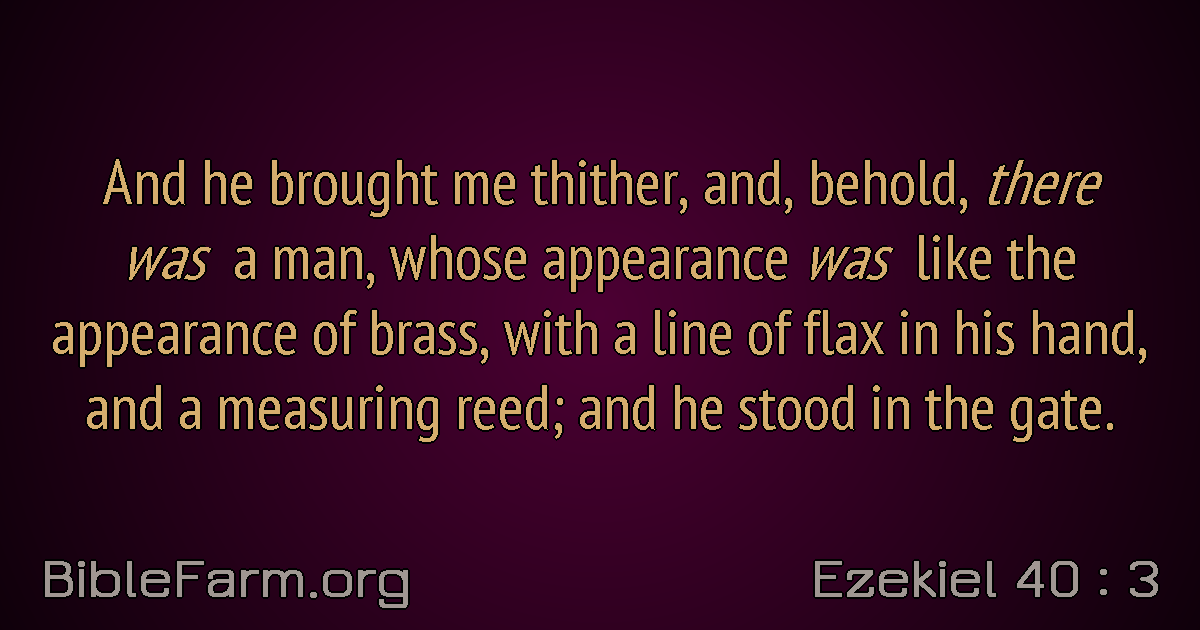 And he brought me thither, and, behold, there
was a man, whose appearance was like the
appearance of brass, with a line of flax in his hand,
and a measuring reed; and he stood in the gate.
BibleFarm.org
Ezekiel 40 : 3